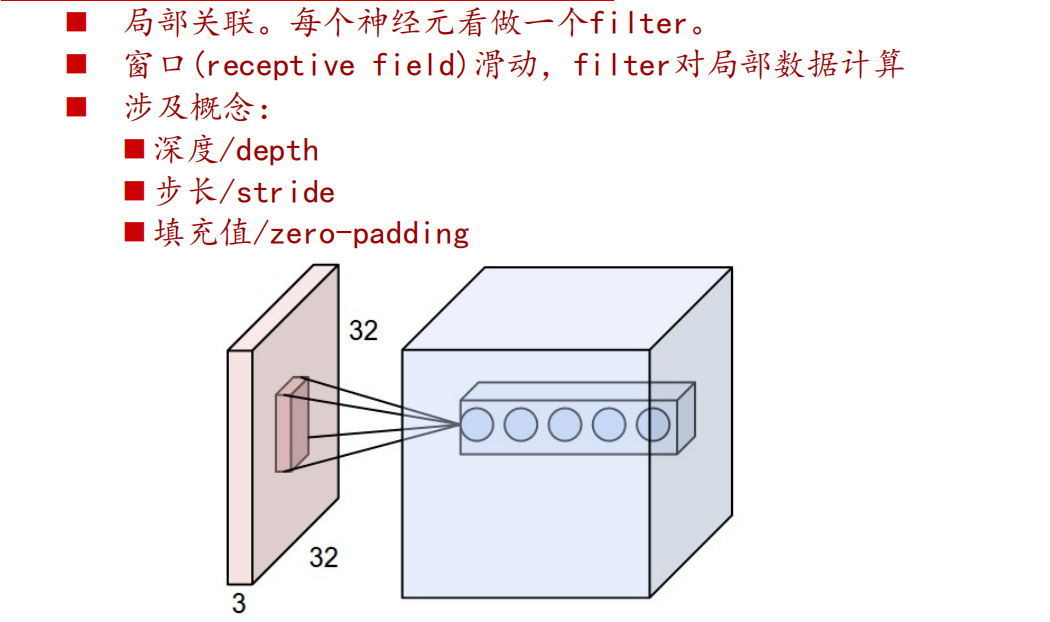 局部关联。每个神经元看做一个filter。
窗口(receptive field)滑动，filter对局部数据计算
涉及概念：
深度/depth
步长/stride
填充值/zero-padding
32
32
3